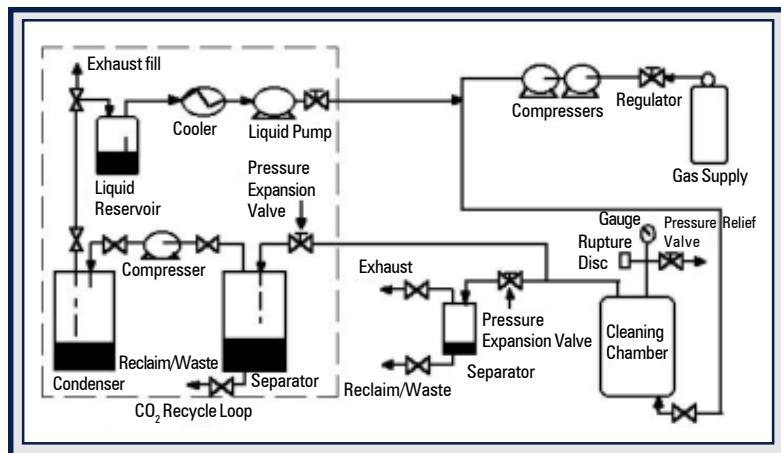 Exhaust fill
Cooler
Liquid Pump
Compressers
Regulator
Gas Supply
Liquid
Reservoir
Pressure
Expansion
Valve
Gauge
Pressure Relief
Valve
Rupture
Disc
Compresser
Exhaust
Pressure
Expansion Valve
Cleaning
Chamber
Condenser
Reclaim/Waste
Separator
Separator
Reclaim/Waste
CO₂ Recycle Loop